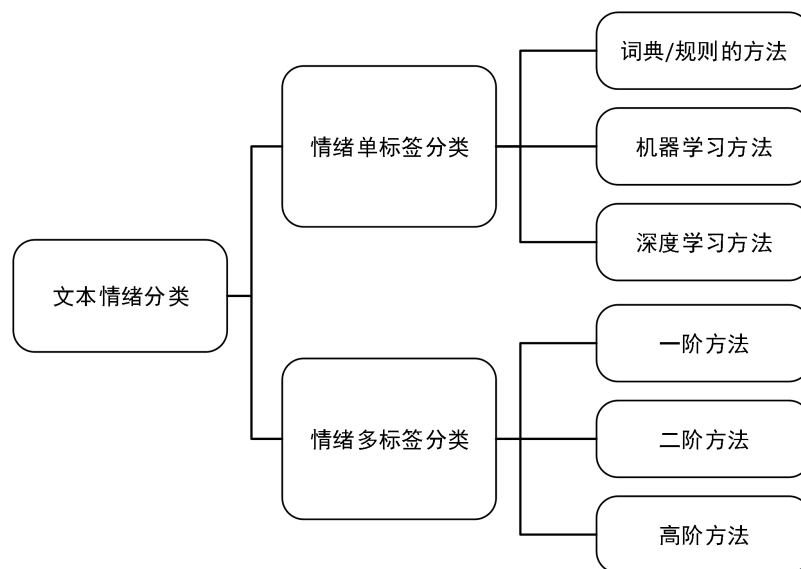 文本情绪分类
情绪单标签分类
词典/规则的方法
机器学习方法
深度学习方法
情绪多标签分类
一阶方法
二阶方法
高阶方法